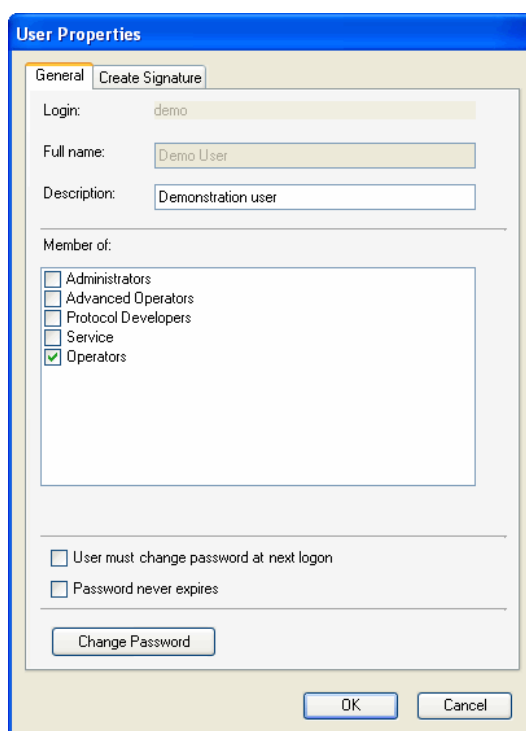 User Properties
General Create Signature
Login: demo
Full name: Demo User
Description: Demonstration user
Member of:
Administrators
Advanced Operators
Protocol Developers
Service
Operators
User must change password at next logon
Password never expires
Change Password
OK Cancel